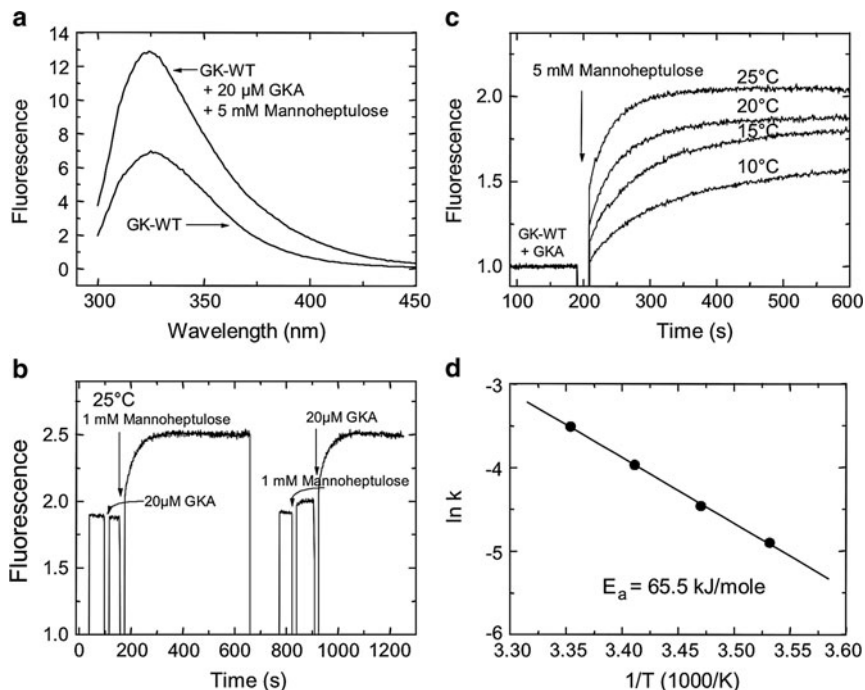 a
14
12
10
8
6
4
2
0
Fluorescence
GK-WT
+ 20 µM GKA
+ 5 mM Mannoheptulose
GK-WT
300 350 400 450
Wavelength (nm)
b
25°C
1 mM Mannoheptulose
20µM GKA
20µM GKA
1 mM Mannoheptulose
3.0
2.5
2.0
1.5
1.0
Fluorescence
0 200 400 600 800 1000 1200
Time (s)
c
5 mM Mannoheptulose
25°C
20°C
15°C
10°C
GK-WT
+ GKA
2.0
1.5
1.0
Fluorescence
100 200 300 400 500 600
Time (s)
d
-3
-4
-5
-6
ln k
Ea = 65.5 kJ/mole
3.30 3.35 3.40 3.45 3.50 3.55 3.60
1/T (1000/K)